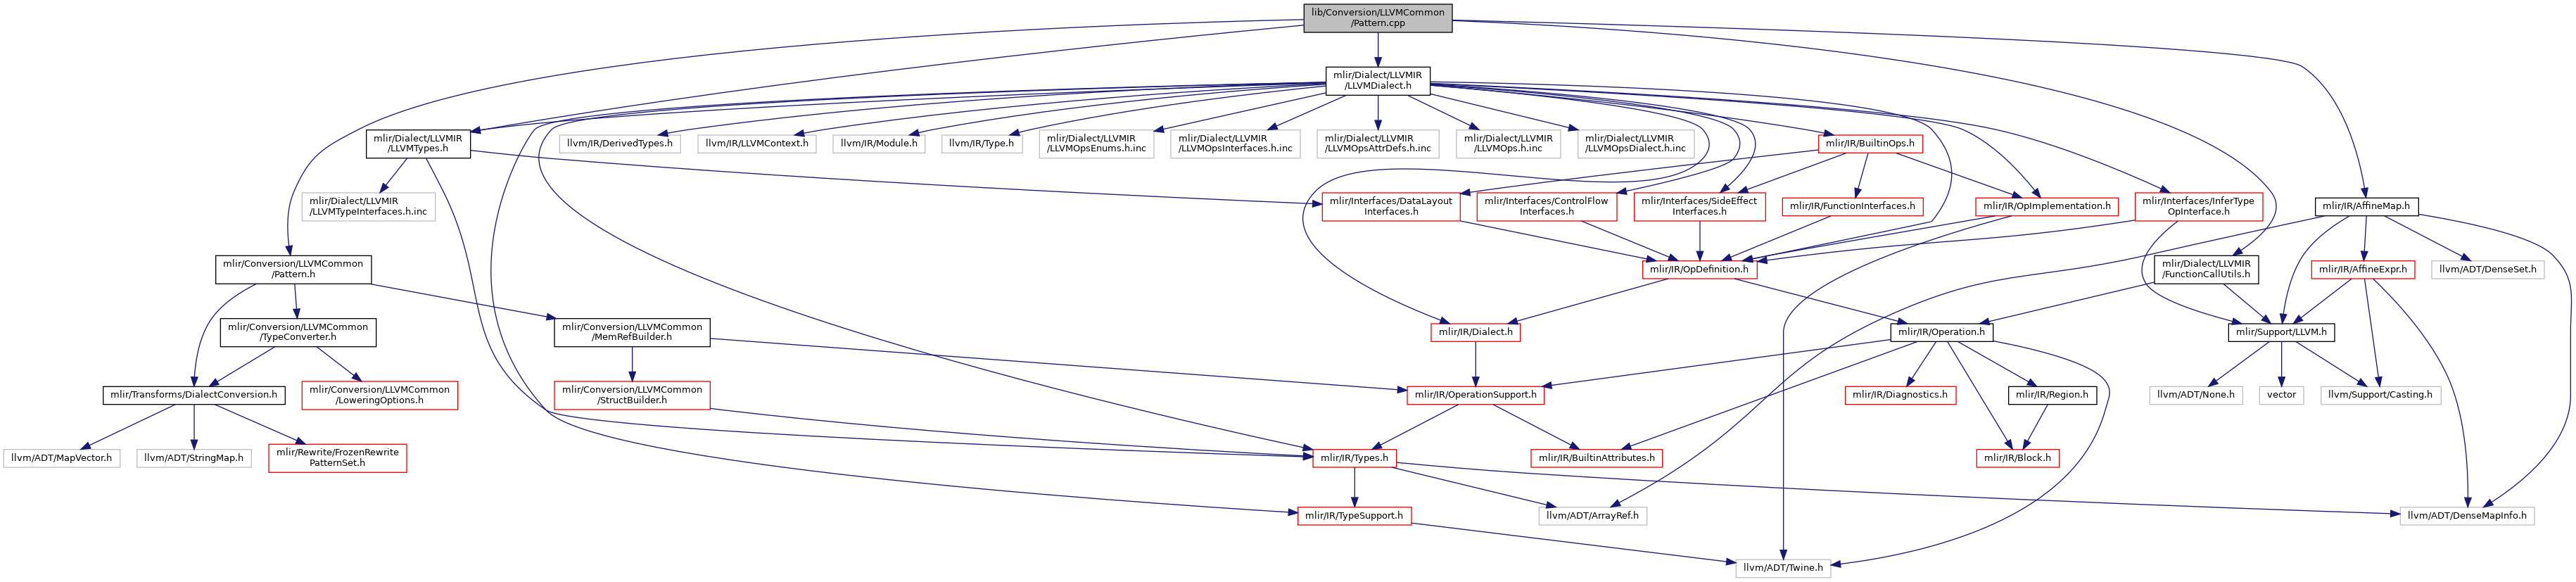 lib/Conversion/LLVMCommon
/Pattern.cpp
mlir/Dialect/LLVMIR
/LLVMDialect.h
mlir/Dialect/LLVMIR
/LLVMTypes.h
llvm/IR/DerivedTypes.h
llvm/IR/LLVMContext.h
llvm/IR/Module.h
llvm/IR/Type.h
mlir/Dialect/LLVMIR
/LLVMOpsEnums.h.inc
mlir/Dialect/LLVMIR
/LLVMOpsInterfaces.h.inc
mlir/Dialect/LLVMIR
/LLVMOpsAttrDefs.h.inc
mlir/Dialect/LLVMIR
/LLVMOps.h.inc
mlir/Dialect/LLVMIR
/LLVMOpsDialect.h.inc
mlir/IR/BuiltinOps.h
mlir/Dialect/LLVMIR
/LLVMTypeInterfaces.h.inc
mlir/Interfaces/DataLayout
Interfaces.h
mlir/Interfaces/ControlFlow
Interfaces.h
mlir/Interfaces/SideEffect
Interfaces.h
mlir/IR/FunctionInterfaces.h
mlir/IR/OpImplementation.h
mlir/Interfaces/InferType
OpInterface.h
mlir/IR/AffineMap.h
mlir/Conversion/LLVMCommon
/Pattern.h
mlir/IR/OpDefinition.h
mlir/Dialect/LLVMIR
/FunctionCallUtils.h
mlir/IR/AffineExpr.h
llvm/ADT/DenseSet.h
mlir/Conversion/LLVMCommon
/TypeConverter.h
mlir/Conversion/LLVMCommon
/MemRefBuilder.h
mlir/IR/Dialect.h
mlir/IR/Operation.h
mlir/Support/LLVM.h
mlir/Transforms/DialectConversion.h
mlir/Conversion/LLVMCommon
/LoweringOptions.h
mlir/Conversion/LLVMCommon
/StructBuilder.h
mlir/IR/OperationSupport.h
mlir/IR/Diagnostics.h
mlir/IR/Region.h
llvm/ADT/None.h
vector
llvm/Support/Casting.h
llvm/ADT/MapVector.h
llvm/ADT/StringMap.h
mlir/Rewrite/FrozenRewrite
PatternSet.h
mlir/IR/Types.h
mlir/IR/BuiltinAttributes.h
mlir/IR/Block.h
mlir/IR/TypeSupport.h
llvm/ADT/ArrayRef.h
llvm/ADT/DenseMapInfo.h
llvm/ADT/Twine.h